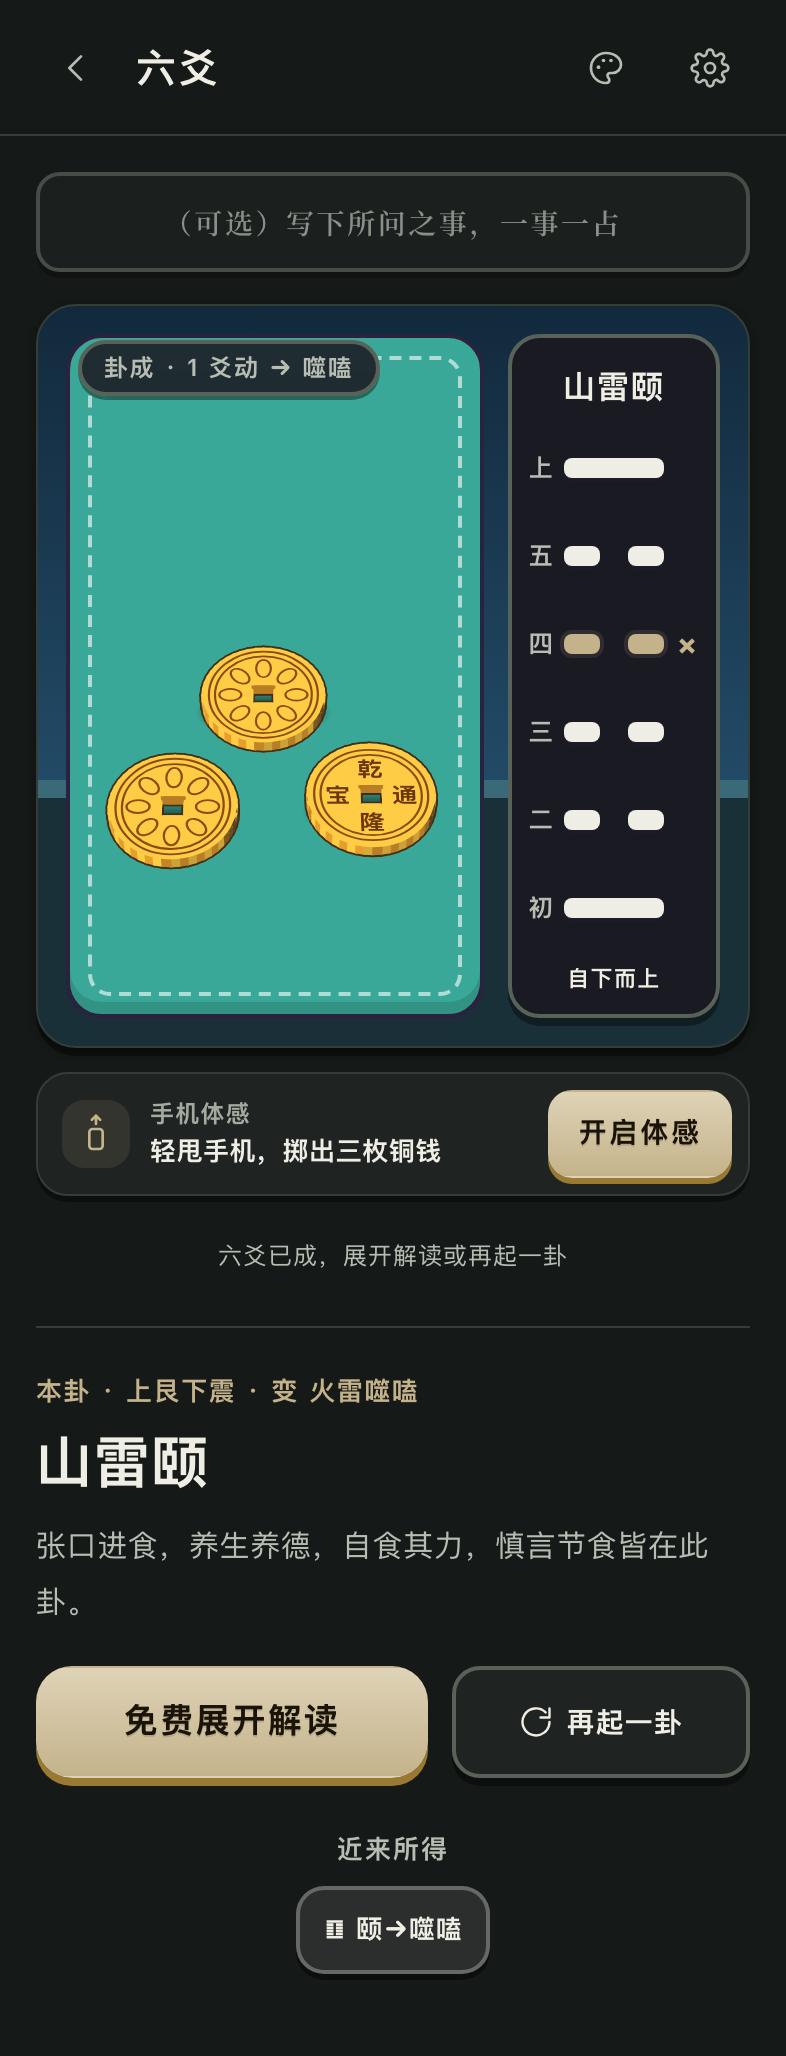 六爻
（可选）写下所问之事，一事一占
卦成 · 1 爻动 → 噬嗑
山雷颐
上
五
四 ×
三
二
初
自下而上
乾
宝 通
隆
手机体感
轻甩手机，掷出三枚铜钱
开启体感
六爻已成，展开解读或再起一卦
本卦 · 上艮下震 · 变 火雷噬嗑
山雷颐
张口进食，养生养德，自食其力，慎言节食皆在此
卦。
免费展开解读
再起一卦
近来所得
䷚ 颐→噬嗑